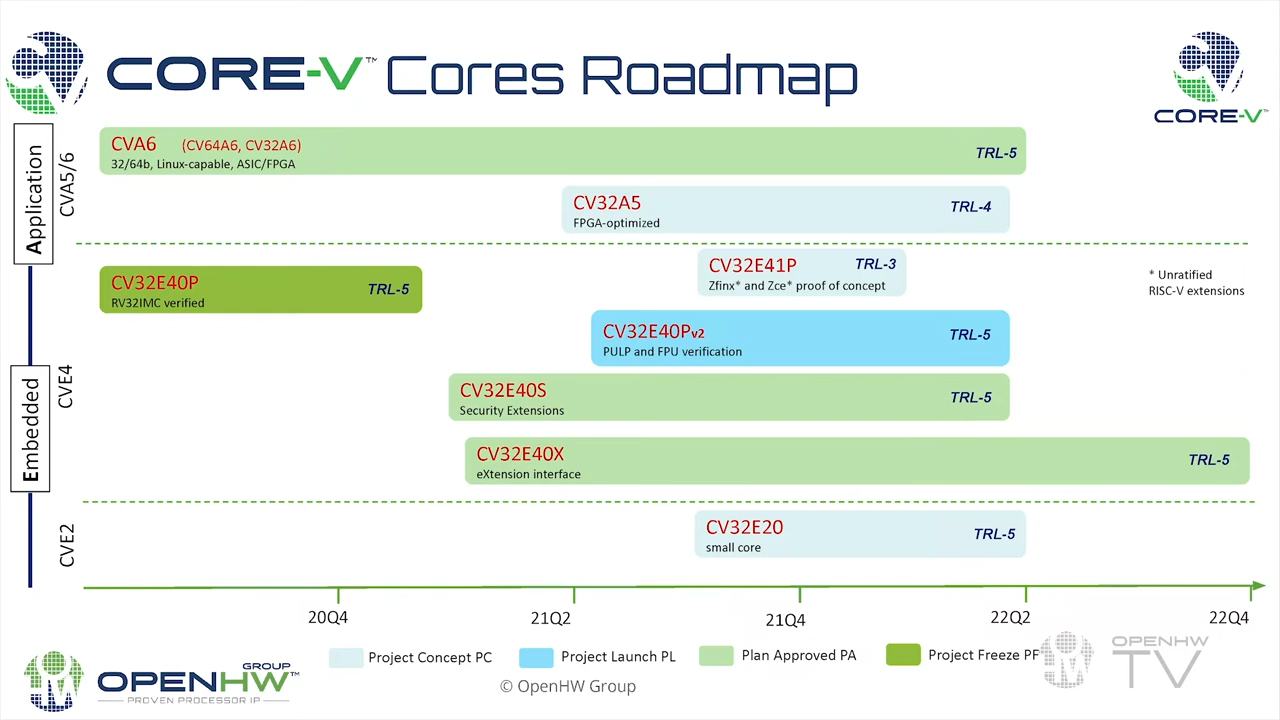 CORE-V™ Cores Roadmap
CORE-V™
Application
CVA5/6
CVA6 (CV64A6, CV32A6)
32/64b, Linux-capable, ASIC/FPGA
TRL-5
CV32A5
FPGA-optimized
TRL-4
Embedded
CVE4
CV32E40P
RV32IMC verified
TRL-5
CV32E41P
Zfinx* and Zce* proof of concept
TRL-3
* Unratified
RISC-V extensions
CV32E40Pv2
PULP and FPU verification
TRL-5
CV32E40S
Security Extensions
TRL-5
CV32E40X
eXtension interface
TRL-5
CVE2
CV32E20
small core
TRL-5
20Q4 21Q2 21Q4 22Q2 22Q4
Project Concept PC Project Launch PL Plan Approved PA Project Freeze PF
OPENHW GROUP™
PROVEN PROCESSOR IP
© OpenHW Group
OPENHW
TV